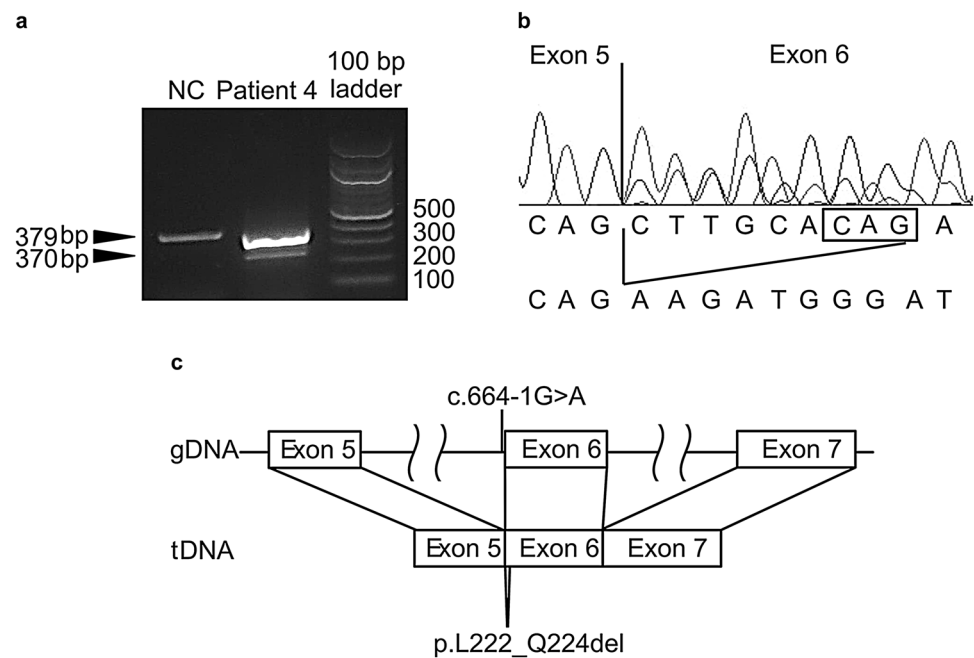 a
NC Patient 4
100 bp
ladder
379bp
370bp
500
300
200
100
b
Exon 5 Exon 6
C A G C T T G C A C A G A
C A G A A G A T G G G A T
c
c.664-1G>A
gDNA Exon 5 Exon 6 Exon 7
tDNA Exon 5 Exon 6 Exon 7
p.L222_Q224del